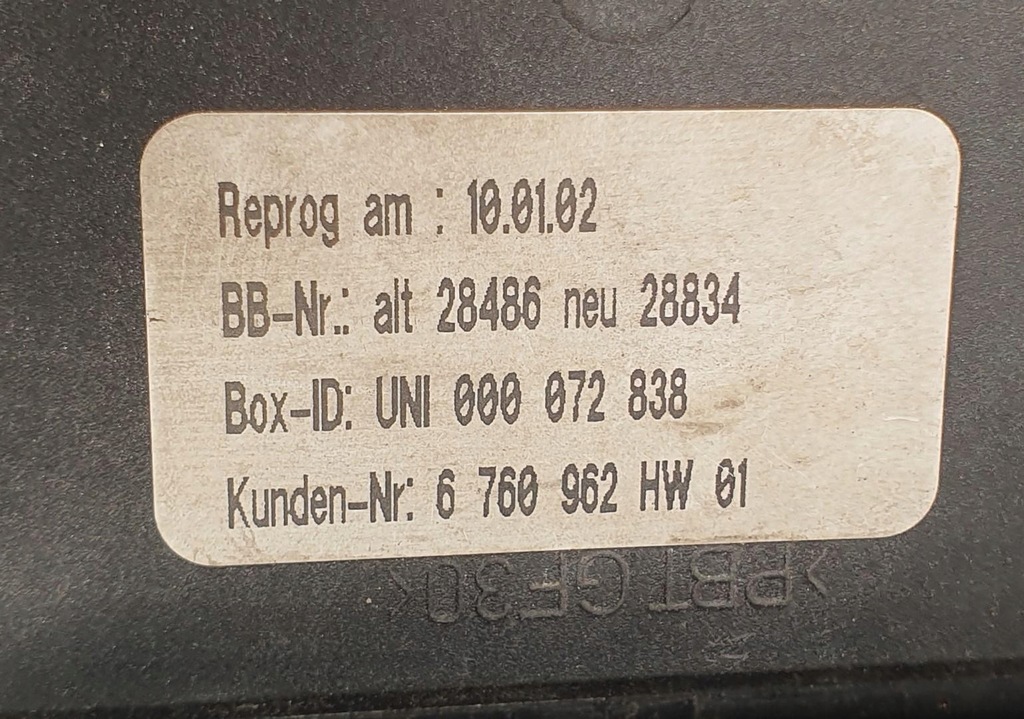 Reprog am : 10.01.02
BB-Nr.: alt 28486 neu 28834
Box-ID: UNI 000 072 838
Kunden-Nr: 6 760 962 HW 01
>PBT GF30<